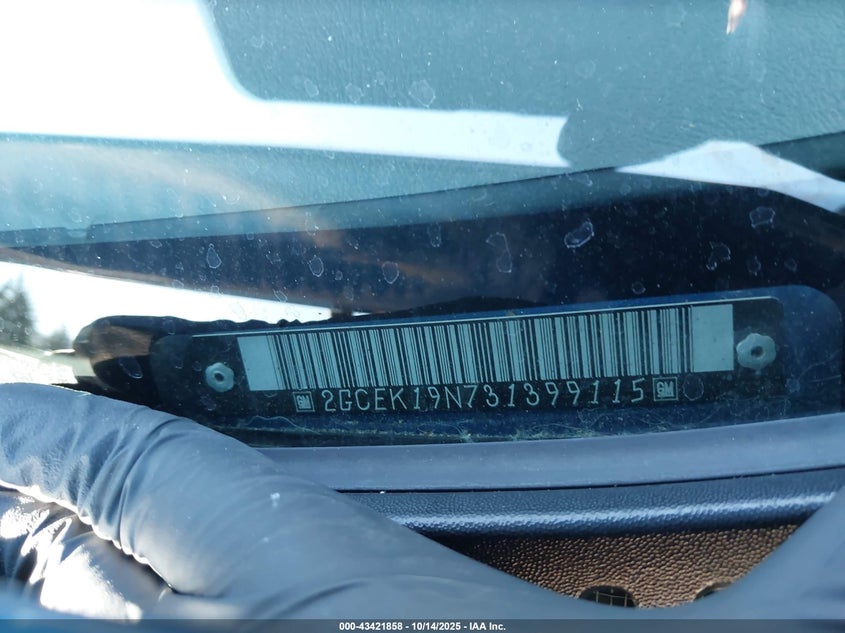 GM 2GCEK19N731399115 GM
000-43421858 - 10/14/2025 - IAA Inc.